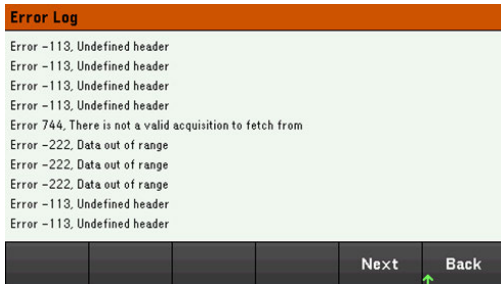 Error Log
Error -113, Undefined header
Error -113, Undefined header
Error -113, Undefined header
Error -113, Undefined header
Error 744, There is not a valid acquisition to fetch from
Error -222, Data out of range
Error -222, Data out of range
Error -222, Data out of range
Error -113, Undefined header
Error -113, Undefined header
Next Back